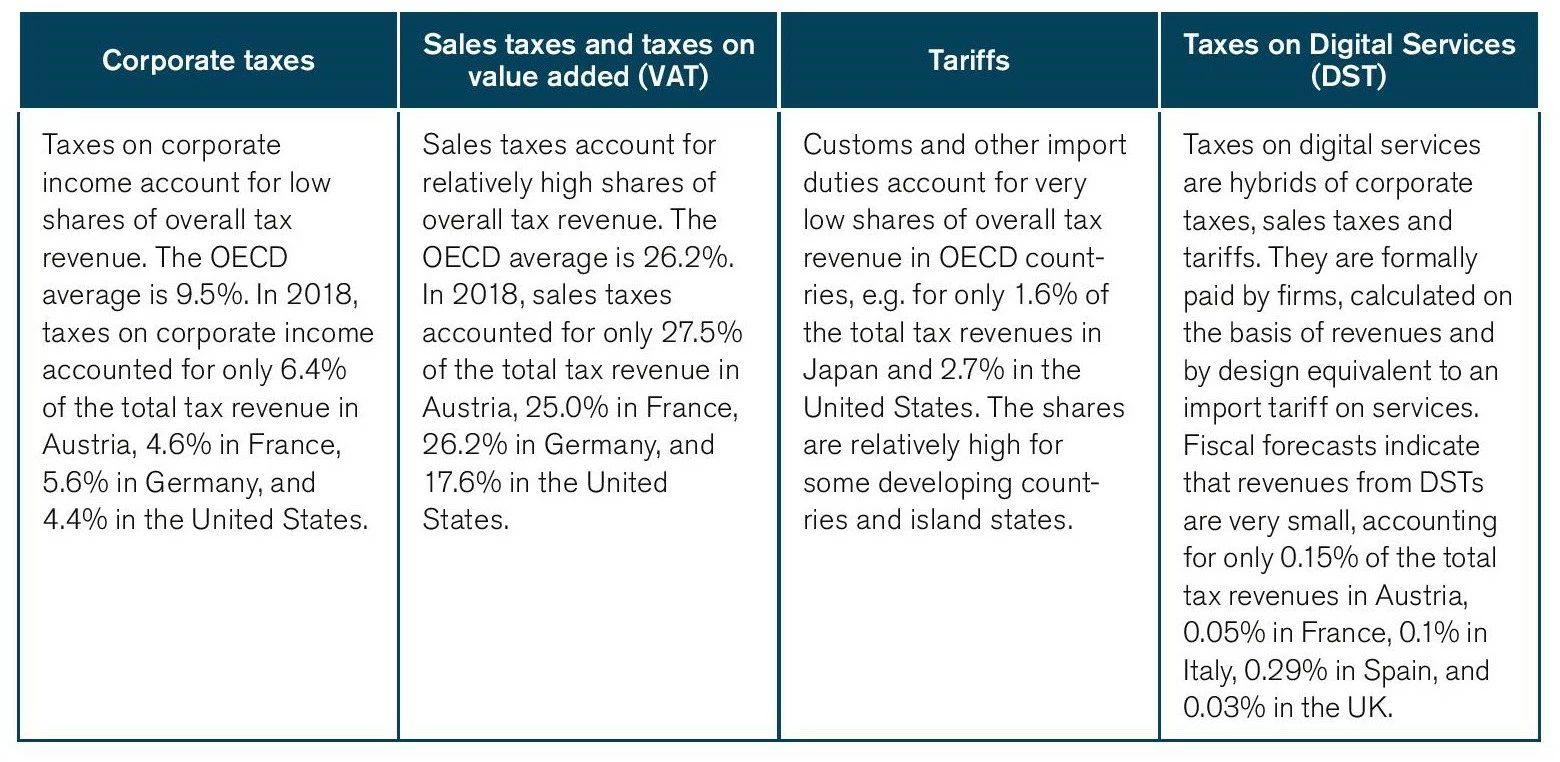 Corporate taxes
Sales taxes and taxes on
value added (VAT)
Tariffs
Taxes on Digital Services
(DST)
Taxes on corporate
income account for low
shares of overall tax
revenue. The OECD
average is 9.5%. In 2018,
taxes on corporate income
accounted for only 6.4%
of the total tax revenue in
Austria, 4.6% in France,
5.6% in Germany, and
4.4% in the United States.
Sales taxes account for
relatively high shares of
overall tax revenue. The
OECD average is 26.2%.
In 2018, sales taxes
accounted for only 27.5%
of the total tax revenue in
Austria, 25.0% in France,
26.2% in Germany, and
17.6% in the United
States.
Customs and other import
duties account for very
low shares of overall tax
revenue in OECD count-
ries, e.g. for only 1.6% of
the total tax revenues in
Japan and 2.7% in the
United States. The shares
are relatively high for
some developing count-
ries and island states.
Taxes on digital services
are hybrids of corporate
taxes, sales taxes and
tariffs. They are formally
paid by firms, calculated on
the basis of revenues and
by design equivalent to an
import tariff on services.
Fiscal forecasts indicate
that revenues from DSTs
are very small, accounting
for only 0.15% of the total
tax revenues in Austria,
0.05% in France, 0.1% in
Italy, 0.29% in Spain, and
0.03% in the UK.